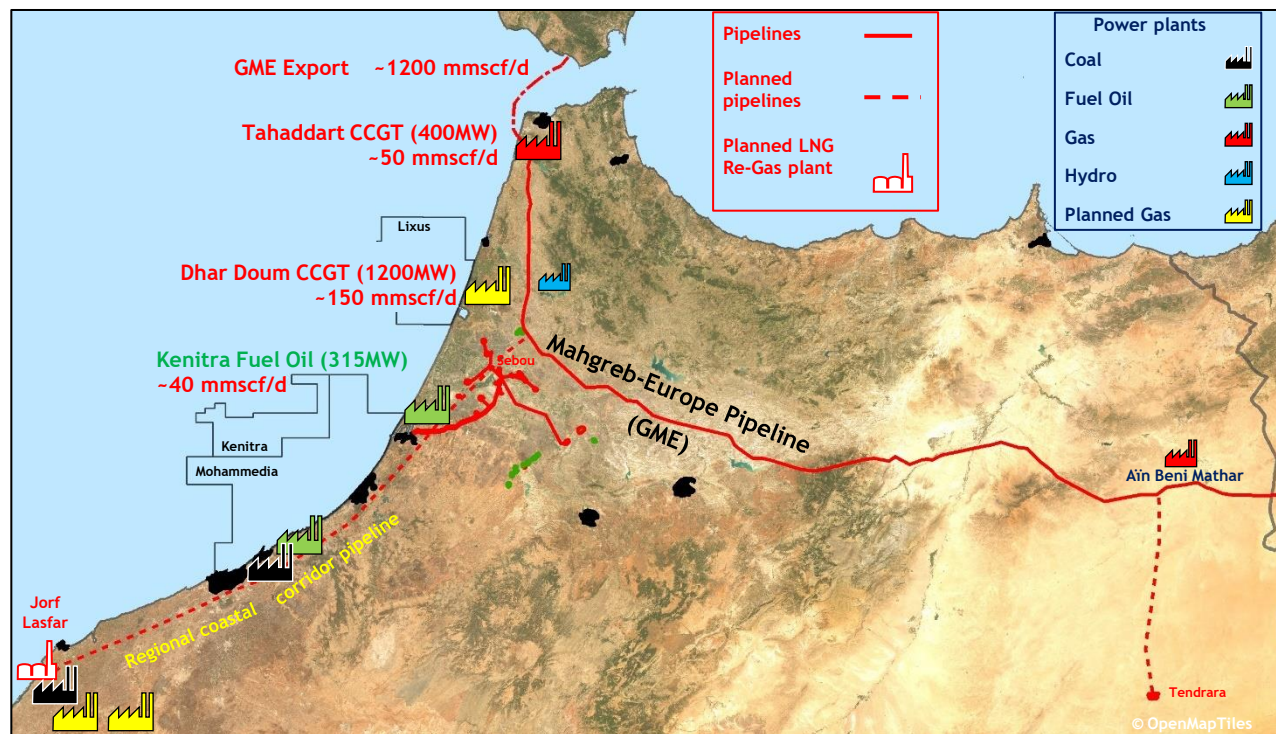 GME Export ~1200 mmscf/d
Tahaddart CCGT (400MW)
~50 mmscf/d
Lixus
Dhar Doum CCGT (1200MW)
~150 mmscf/d
Kenitra Fuel Oil (315MW)
~40 mmscf/d
Kenitra
Mohammedia
Sebou
Mahgreb-Europe Pipeline
(GME)
Aïn Beni Mathar
Regional coastal corridor pipeline
Jorf
Lasfar
Tendrara
Pipelines
Planned
pipelines
Planned LNG
Re-Gas plant
Power plants
Coal
Fuel Oil
Gas
Hydro
Planned Gas
© OpenMapTiles